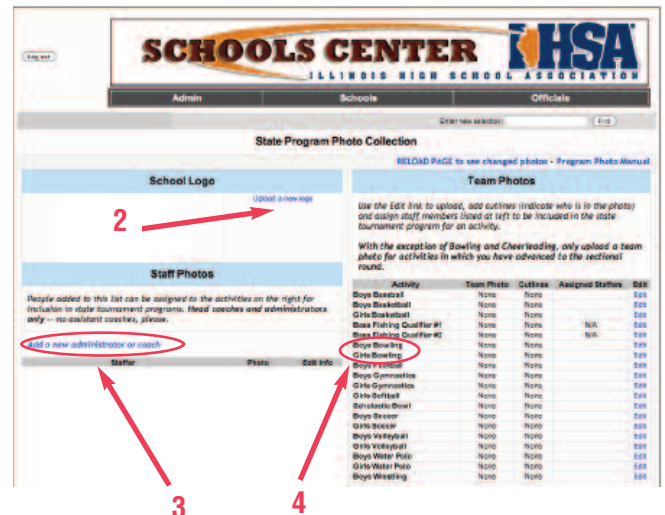 Log out
SCHOOLS CENTER IHSA
ILLINOIS HIGH SCHOOL ASSOCIATION
Admin Schools Officials
Enter new selection: Find
State Program Photo Collection
RELOAD PAGE to see changed photos - Program Photo Manual
School Logo
Upload a new logo
2
Staff Photos
People added to this list can be assigned to the activities on the right for
inclusion in state tournament programs. Head coaches and administrators
only -- no assistant coaches, please.
Add a new administrator or coach
Staffer Photo Edit Info
3
Team Photos
Use the Edit link to upload, add cutlines (indicate who is in the photo)
and assign staff members listed at left to be included in the state
tournament program for an activity.
With the exception of Bowling and Cheerleading, only upload a team
photo for activities in which you have advanced to the sectional
round.
Activity Team Photo Cutlines Assigned Staffers Edit
Boys Baseball None None Edit
Boys Basketball None None Edit
Girls Basketball None None Edit
Bass Fishing Qualifier #1 None None N/A Edit
Bass Fishing Qualifier #2 None None N/A Edit
Boys Bowling None None Edit
Girls Bowling None None Edit
Boys Football None None Edit
Boys Gymnastics None None Edit
Girls Gymnastics None None Edit
Girls Softball None None Edit
Scholastic Bowl None None Edit
Boys Soccer None None Edit
Girls Soccer None None Edit
Boys Volleyball None None Edit
Girls Volleyball None None Edit
Boys Water Polo None None Edit
Girls Water Polo None None Edit
Boys Wrestling None None Edit
4